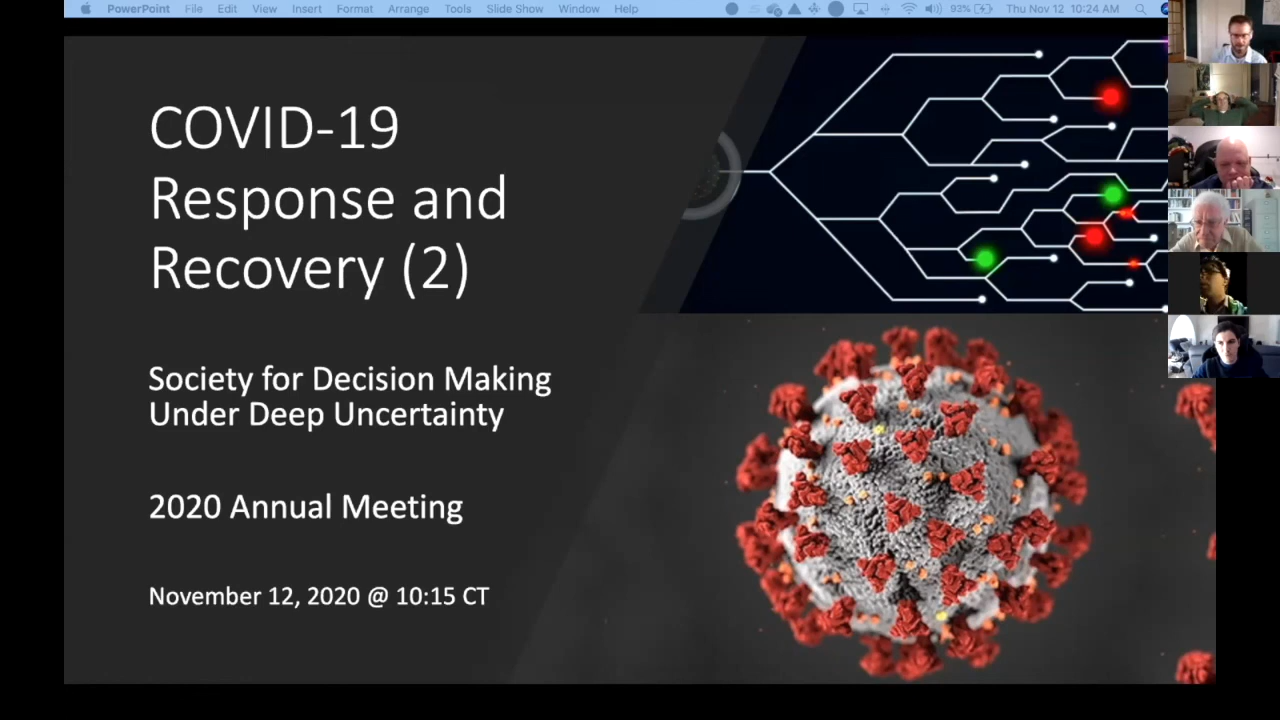 PowerPoint File Edit View Insert Format Arrange Tools Slide Show Window Help 93% Thu Nov 12 10:24 AM
COVID-19
Response and
Recovery (2)
Society for Decision Making
Under Deep Uncertainty
2020 Annual Meeting
November 12, 2020 @ 10:15 CT